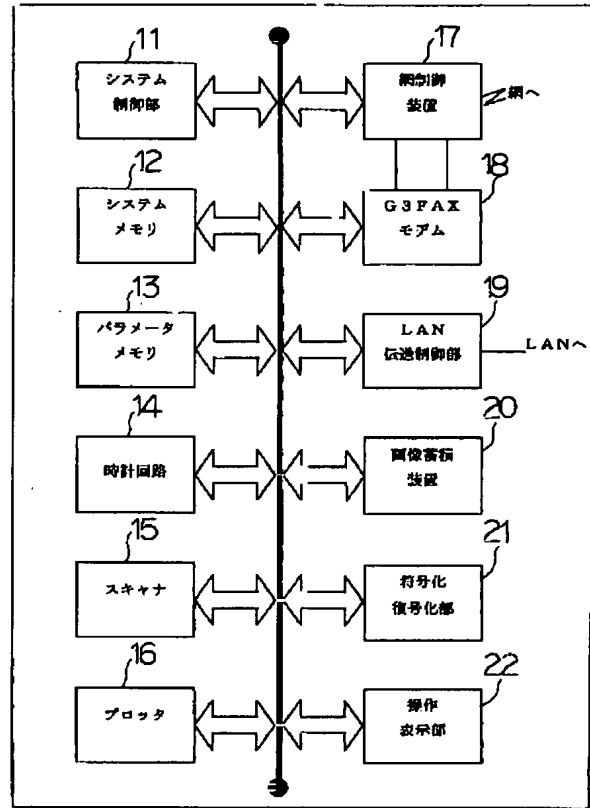 11
システム
制御部
17
網制御
装置
網へ
12
システム
メモリ
18
G3FAX
モデム
13
パラメータ
メモリ
19
LAN
伝送制御部
LANへ
14
時計回路
20
画像蓄積
装置
15
スキャナ
21
符号化
復号化部
16
プロッタ
22
操作
表示部